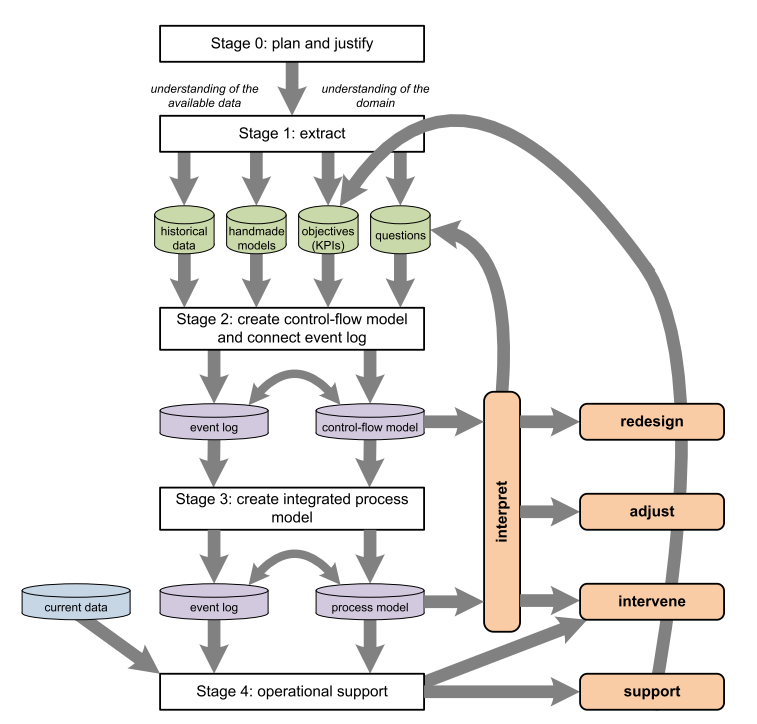 Stage 0: plan and justify
understanding of the
available data
understanding of the
domain
Stage 1: extract
historical
data
handmade
models
objectives
(KPIs)
questions
Stage 2: create control-flow model
and connect event log
event log
control-flow model
redesign
interpret
Stage 3: create integrated process
model
adjust
current data
event log
process model
intervene
Stage 4: operational support
support